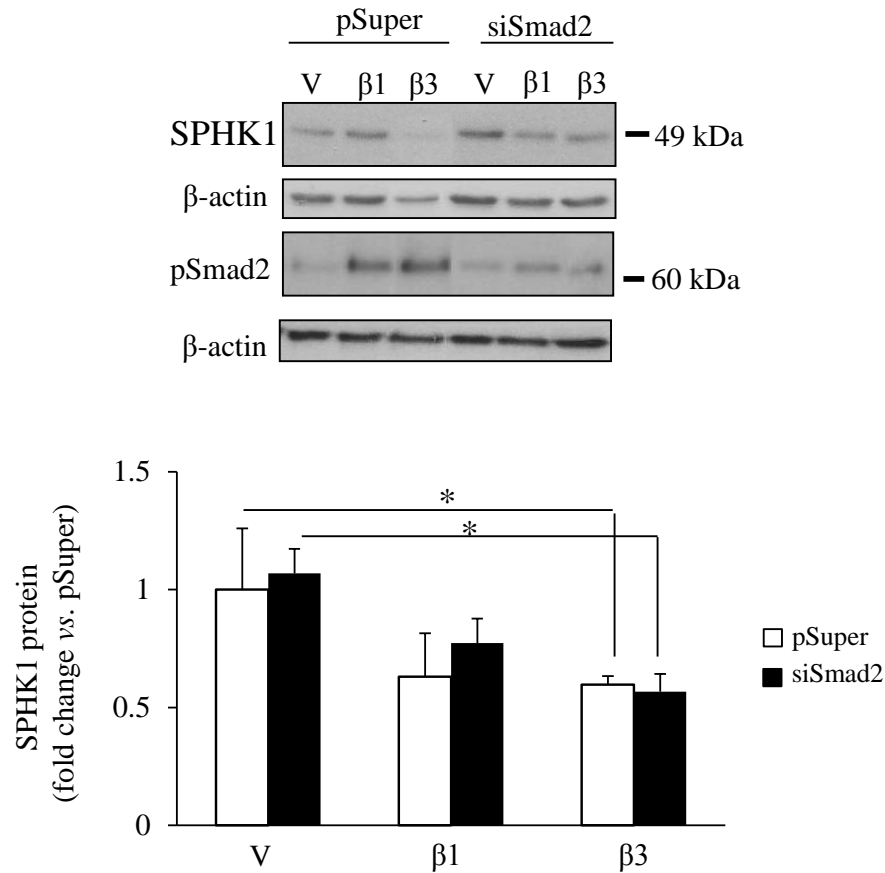 pSuper siSmad2
V β1 β3 V β1 β3
SPHK1 49 kDa
β-actin
pSmad2 60 kDa
β-actin
1.5
1
0.5
0
SPHK1 protein
(fold change vs. pSuper)
*
*
V β1 β3
pSuper
siSmad2